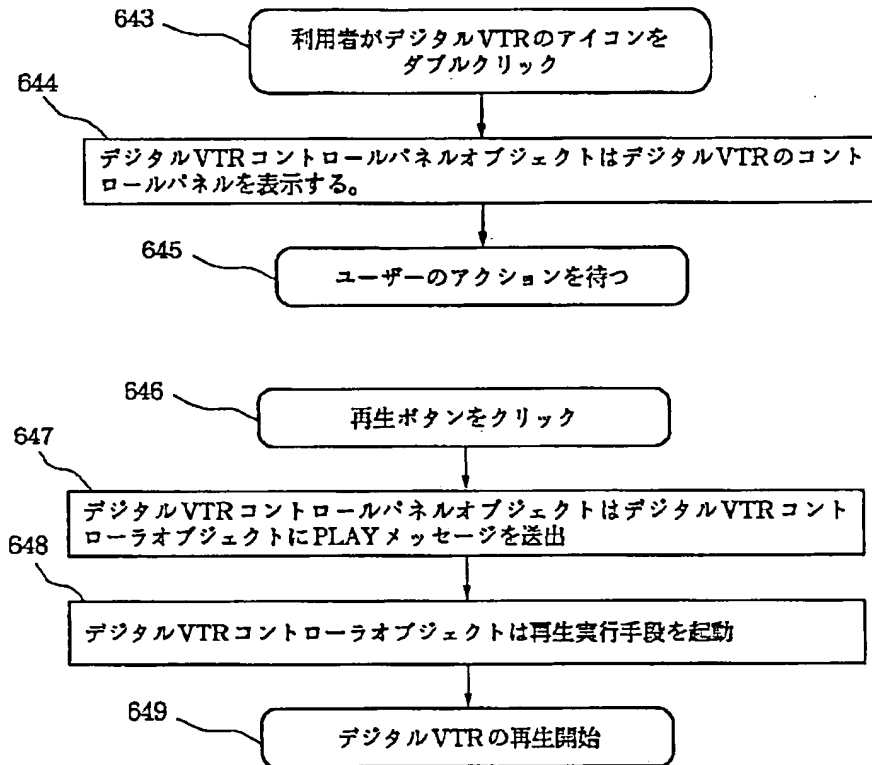 643
利用者がデジタルVTRのアイコンを
ダブルクリック
644
デジタルVTRコントロールパネルオブジェクトはデジタルVTRのコント
ロールパネルを表示する。
645
ユーザーのアクションを待つ
646
再生ボタンをクリック
647
デジタルVTRコントロールパネルオブジェクトはデジタルVTRコント
ローラオブジェクトにPLAYメッセージを送出
648
デジタルVTRコントローラオブジェクトは再生実行手段を起動
649
デジタルVTRの再生開始